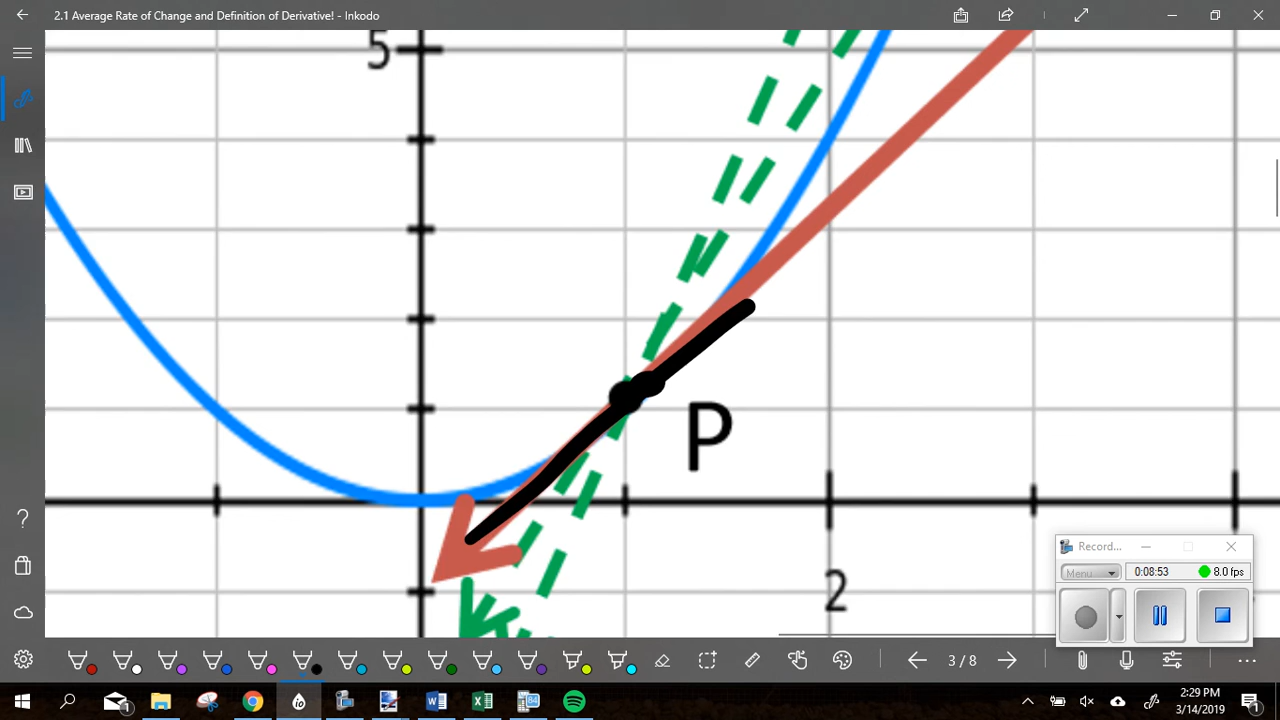 2.1 Average Rate of Change and Definition of Derivative! - Inkodo
5
P
2
Record...
Menu
0:08:53
8.0 fps
3 / 8
2:29 PM
3/14/2019